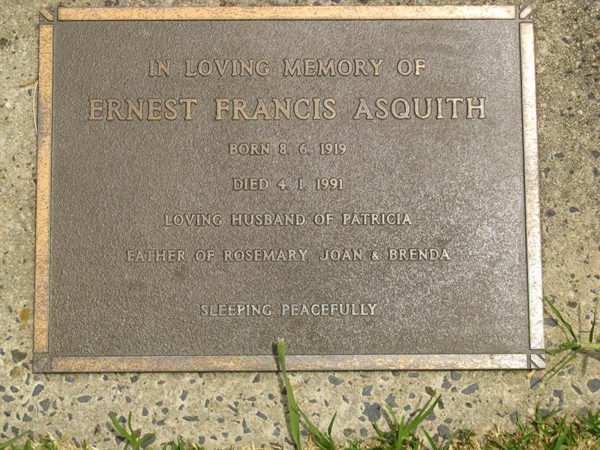 IN LOVING MEMORY OF
ERNEST FRANCIS ASQUITH
BORN 8. 6. 1919
DIED 4. 1. 1991
LOVING HUSBAND OF PATRICIA
FATHER OF ROSEMARY, JOAN & BRENDA
SLEEPING PEACEFULLY